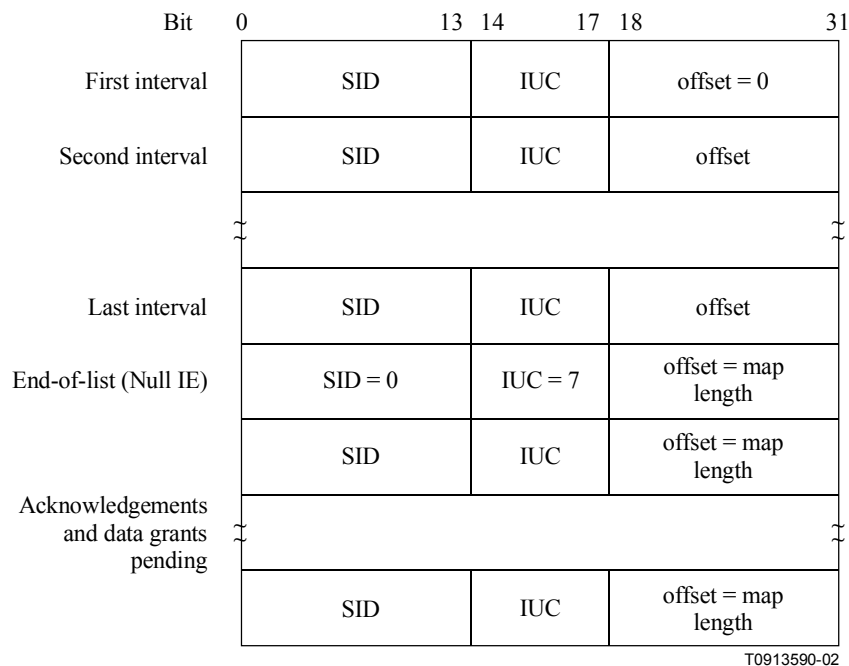 Bit 0 13 14 17 18 31
First interval SID IUC offset = 0
Second interval SID IUC offset
Last interval SID IUC offset
End-of-list (Null IE) SID = 0 IUC = 7 offset = map
length
SID IUC offset = map
length
Acknowledgements
and data grants
pending
SID IUC offset = map
length
T0913590-02